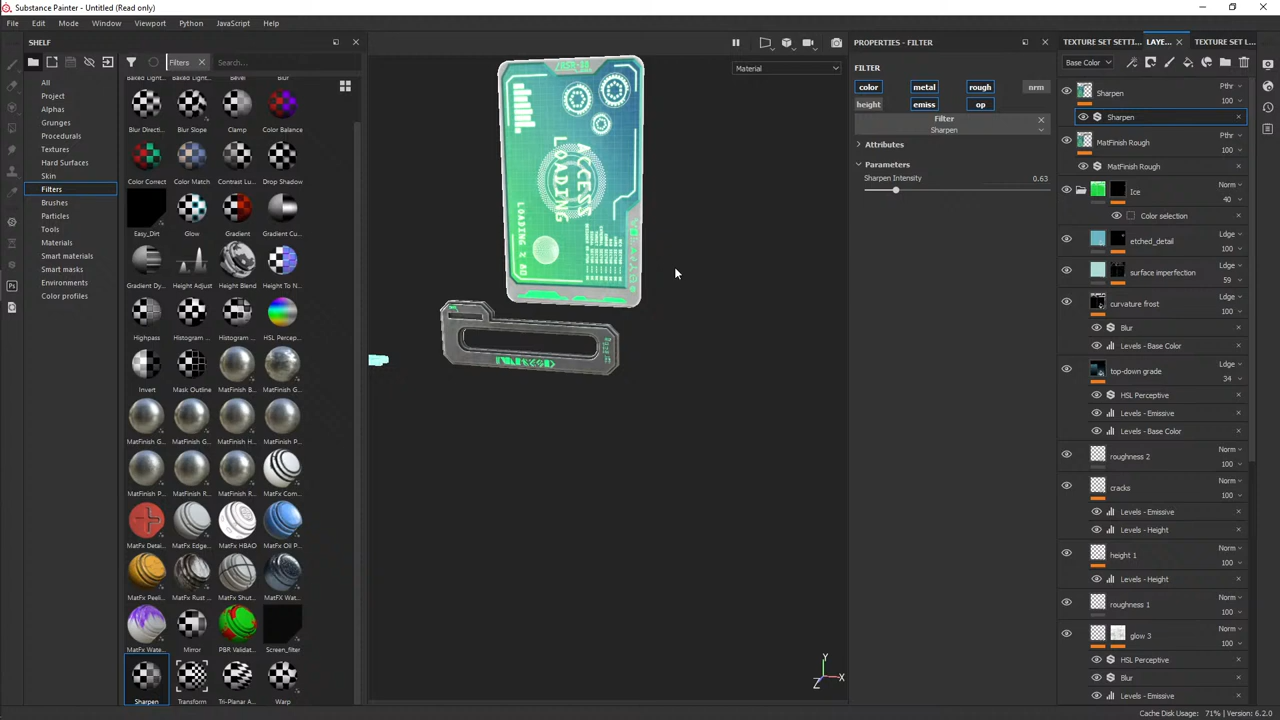 Substance Painter - Untitled (Read only)
File Edit Mode Window Viewport Python JavaScript Help
SHELF
Filters
Search...
All
Project
Alphas
Grunges
Procedurals
Textures
Hard Surfaces
Skin
Filters
Brushes
Particles
Tools
Materials
Smart materials
Smart masks
Environments
Color profiles
Baked Light... Baked Light... Bevel Blur
Blur Directi... Blur Slope Clamp Color Balance
Color Correct Color Match Contrast Lu... Drop Shadow
Easy_Dirt Glow Gradient Gradient Cu...
Gradient Dy... Height Adjust Height Blend Height To N...
Highpass Histogram ... Histogram ... HSL Perceptive
Invert Mask Outline MatFinish B... MatFinish G...
MatFinish G... MatFinish G... MatFinish H... MatFinish P...
MatFinish P... MatFinish R... MatFinish R... MatFx Com...
MatFx Detai... MatFx Edge... MatFx HBAO MatFx Oil P...
MatFx Peeli... MatFx Rust ... MatFx Shut... MatFX Wat...
MatFx Wate... Mirror PBR Validat... Screen_filter
Sharpen Transform Tri-Planar A... Warp
Material
ACCESS
LOADING
Y
X
Z
PROPERTIES - FILTER
FILTER
color metal rough nrm
height emiss op
Filter
Sharpen
Attributes
Parameters
Sharpen Intensity 0.63
TEXTURE SET SETTI... LAYE... TEXTURE SET L...
Base Color
Sharpen Pthr 100
Sharpen
MatFinish Rough Pthr 100
MatFinish Rough
Ice Norm 40
Color selection
etched_detail Ldge 100
surface imperfection Ldge 59
curvature frost Ldge 100
Blur
Levels - Base Color
top-down grade Ldge 34
HSL Perceptive
Levels - Emissive
Levels - Base Color
roughness 2 Norm 100
cracks Norm 100
Levels - Emissive
Levels - Height
height 1 Norm 100
Levels - Height
roughness 1 Norm 100
glow 3 Norm 100
HSL Perceptive
Blur
Levels - Emissive
Cache Disk Usage: 71% | Version: 6.2.0